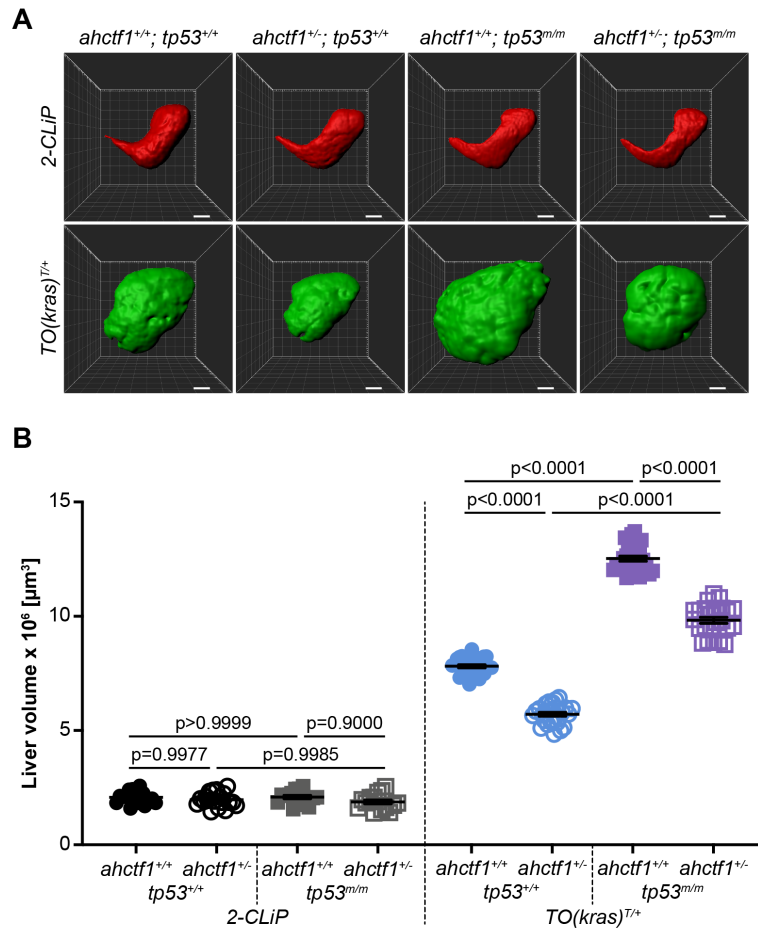 A
ahctf1+/+; tp53+/+ ahctf1+/-; tp53+/+ ahctf1+/+; tp53m/m ahctf1+/-; tp53m/m
2-CLiP
TO(kras)T/+
B
p<0.0001 p<0.0001
p<0.0001 p<0.0001
15
10
5
0
Liver volume x 10⁶ [µm³]
p>0.9999 p=0.9000
p=0.9977 p=0.9985
ahctf1+/+ ahctf1+/- ahctf1+/+ ahctf1+/- ahctf1+/+ ahctf1+/- ahctf1+/+ ahctf1+/-
tp53+/+ tp53m/m tp53+/+ tp53m/m
2-CLiP TO(kras)T/+